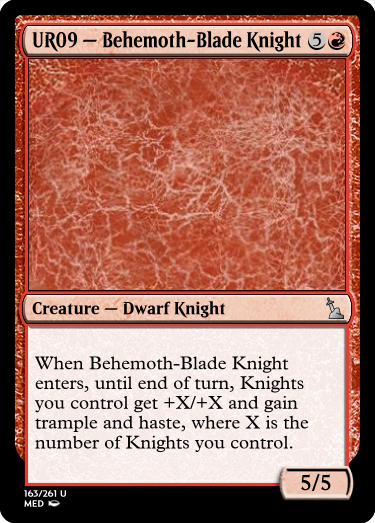 UR09 — Behemoth-Blade Knight 5
Creature — Dwarf Knight
When Behemoth-Blade Knight
enters, until end of turn, Knights
you control get +X/+X and gain
trample and haste, where X is the
number of Knights you control.
5/5
163/261 U
MED